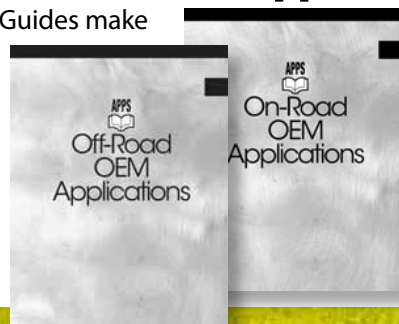 Guides make
APPS
Off-Road
OEM
Applications
APPS
On-Road
OEM
Applications